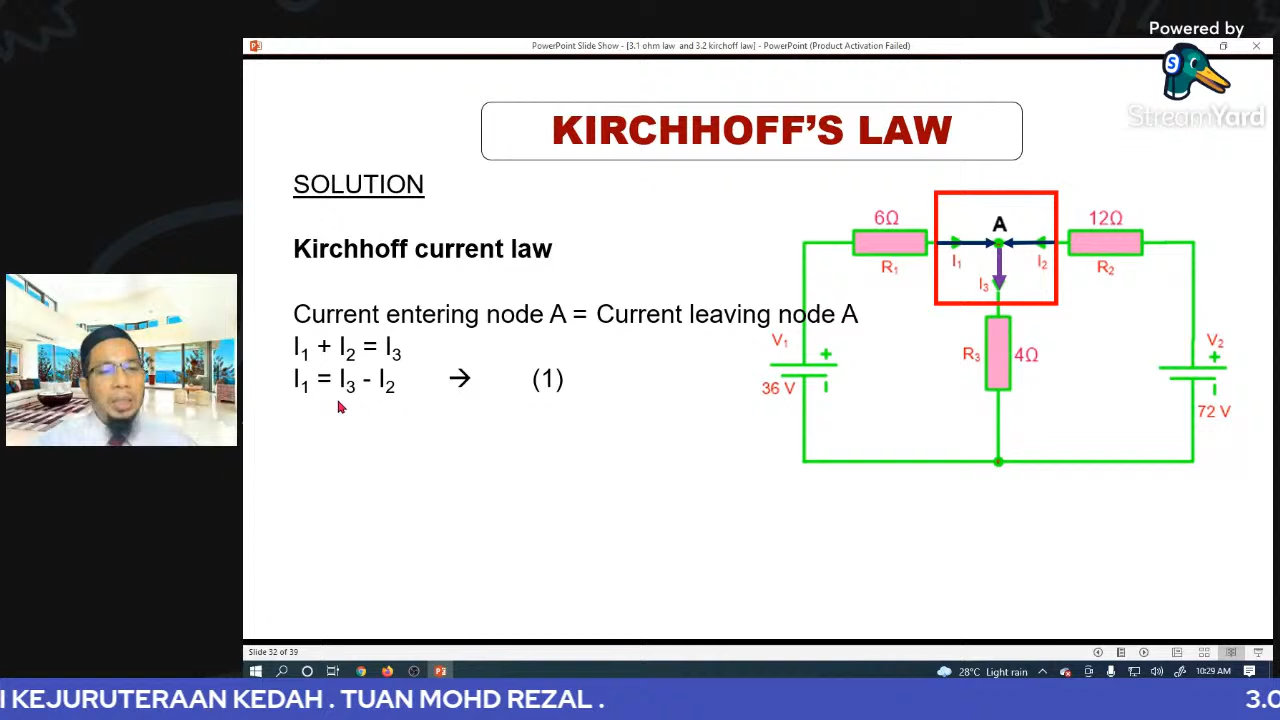 Powered by
StreamYard
PowerPoint Slide Show - [3.1 ohm law and 3.2 kirchoff law] - PowerPoint (Product Activation Failed)
KIRCHHOFF'S LAW
SOLUTION
Kirchhoff current law
Current entering node A = Current leaving node A
I1 + I2 = I3
I1 = I3 - I2 → (1)
6Ω
A
12Ω
R1
I1
I2
R2
I3
V1
R3
4Ω
V2
+
+
36 V
72 V
Slide 32 of 39
28°C Light rain
10:29 AM
I KEJURUTERAAN KEDAH . TUAN MOHD REZAL .
3.0